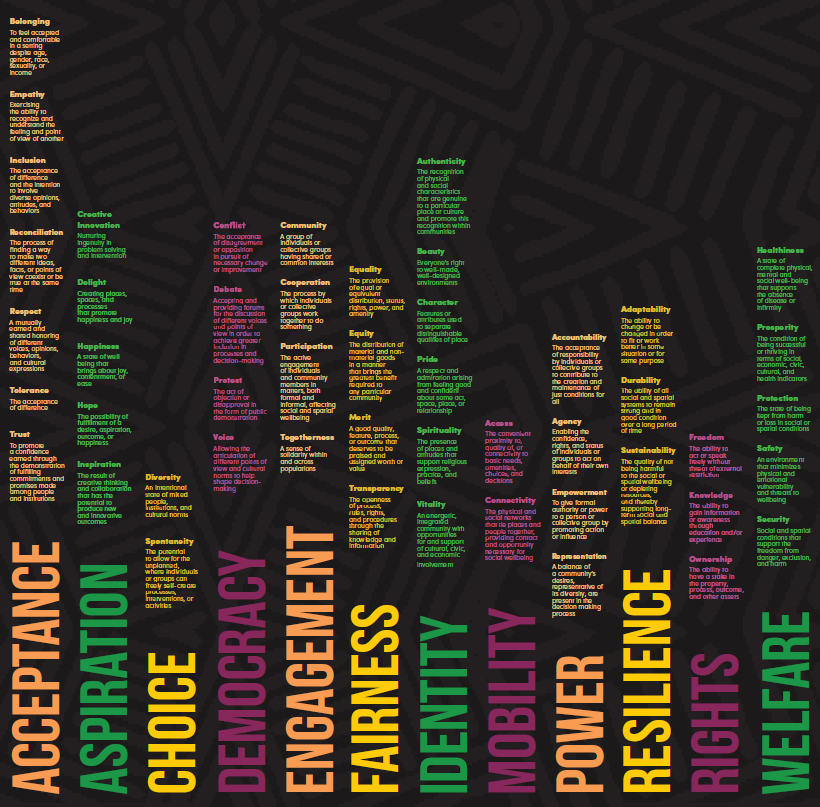 Belonging
To feel accepted
and comfortable
in a setting
despite age,
gender, race,
sexuality, or
income
Empathy
Exercising
the ability to
recognize and
understand the
feeling and point
of view of another
Inclusion
The acceptance
of difference
and the intention
to involve
diverse opinions,
attitudes, and
behaviors
Reconciliation
The process of
finding a way
to make two
different ideas,
facts, or points of
view coexist or be
true at the same
time
Respect
A mutually
earned and
shared honoring
of different
voices, opinions,
behaviors,
and cultural
expressions
Tolerance
The acceptance
of difference
Trust
To promote
a confidence
through the
demonstration
of fulfilling
commitments and
promises made
among people
and institutions
ACCEPTANCE
Creative
Innovation
Nurturing
ingenuity in
problem solving
and intervention
Delight
Creating places,
spaces, and
processes
that promote
happiness and joy
Happiness
A state of well
being that
brings about joy,
contentment, or
ease
Hope
The possibility of
fulfillment of a
desire, aspiration,
outcome, or
happiness
Inspiration
The result of
creative thinking
and collaboration
that has the
potential to
produce new
and innovative
outcomes
ASPIRATION
Diversity
An intentional
state of mixed
people,
institutions, and
cultural norms
Spontaneity
The potential
to allow for the
unplanned,
where individuals
or groups can
freely self-create
processes,
interventions, or
activities
CHOICE
Conflict
The acceptance
of disagreement
or opposition
in pursuit of
necessary change
or improvement
Debate
Accepting and
providing forums
for the discussion
of different voices
and points of
view in order to
achieve greater
inclusion in
processes and
decision-making
Protest
The act of
objection or
disapproval in
the form of public
demonstration
Voice
Allowing the
articulation of
different points of
view and cultural
norms to help
shape decision-
making
DEMOCRACY
Community
A group of
individuals or
collective groups
having shared or
common interests
Cooperation
The process by
which individuals
or collective
groups work
together to do
something
Participation
The active
engagement
of individuals
and community
members in
matters, both
formal and
informal, affecting
social and spatial
wellbeing
Togetherness
A sense of
solidarity within
and across
populations
ENGAGEMENT
Equality
The provision
of equal or
equivalent
distribution, status,
rights, power, and
amenity
Equity
The distribution of
material and non-
material goods
in a manner
that brings the
greatest benefit
required to
any particular
community
Merit
A good quality,
feature, process,
or outcome that
deserves to be
praised and
assigned worth or
value
Transparency
The openness
of process,
rules, rights,
and procedures
through the
sharing of
knowledge and
information
FAIRNESS
Authenticity
The recognition
of physical
and social
characteristics
that are genuine
to a particular
place or culture
and promote this
recognition within
communities
Beauty
Everyone's right
to well-made,
well-designed
environments
Character
Features or
attributes used
to separate
distinguishable
qualities of place
Pride
A respect and
admiration arising
from feeling good
and confident
about some act,
space, place, or
relationship
Spirituality
The presence
of places and
attitudes that
support religious
expression,
practice, and
beliefs
Vitality
An energetic,
integrated
community with
opportunities
for and support
of cultural, civic,
and economic
involvement
IDENTITY
Access
The convenient
proximity to,
quality of, or
connectivity to
basic needs,
amenities,
choices, and
decisions
Connectivity
The physical and
social networks
that tie places and
people together,
providing contact
and opportunity
necessary for
social wellbeing
MOBILITY
Accountability
The acceptance
of responsibility
by individuals or
collective groups
to contribute to
the creation and
maintenance of
just conditions for
all
Agency
Enabling the
confidence,
rights, and status
of individuals or
groups to act on
behalf of their own
interests
Empowerment
To give formal
authority or power
to a person or
collective group by
promoting action
or influence
Representation
A balance of
a community's
desires,
representative of
its diversity, are
present in the
decision making
process
POWER
Adaptability
The ability to
change or be
changed
to fit or work
better in some
situation or for
some purpose
Durability
The ability of all
social and spatial
systems to remain
strong and in
good condition
over a long period
of time
Sustainability
The quality of not
being harmful
to the social or
spatial wellbeing
or depleting
resources,
and thereby
supporting long-
term social and
spatial balance
RESILIENCE
Freedom
The ability to
act or speak
freely without
threat of external
restriction
Knowledge
The ability to
gain information
or awareness
through
education and/or
experience
Ownership
The ability to
have a stake in
the property,
process, outcome,
and other assets
RIGHTS
Healthiness
A state of
complete physical,
mental and
social well-being
that supports
the absence
of disease or
infirmity
Prosperity
The condition of
being successful
or thriving in
terms of social,
economic, civic,
cultural, and
health indicators
Protection
The state of being
kept from harm
or loss in social or
spatial conditions
Safety
An environment
that minimizes
physical and
emotional
vulnerability
and threats to
wellbeing
Security
Social and spatial
conditions that
support the
freedom from
danger, exclusion,
and harm
WELFARE